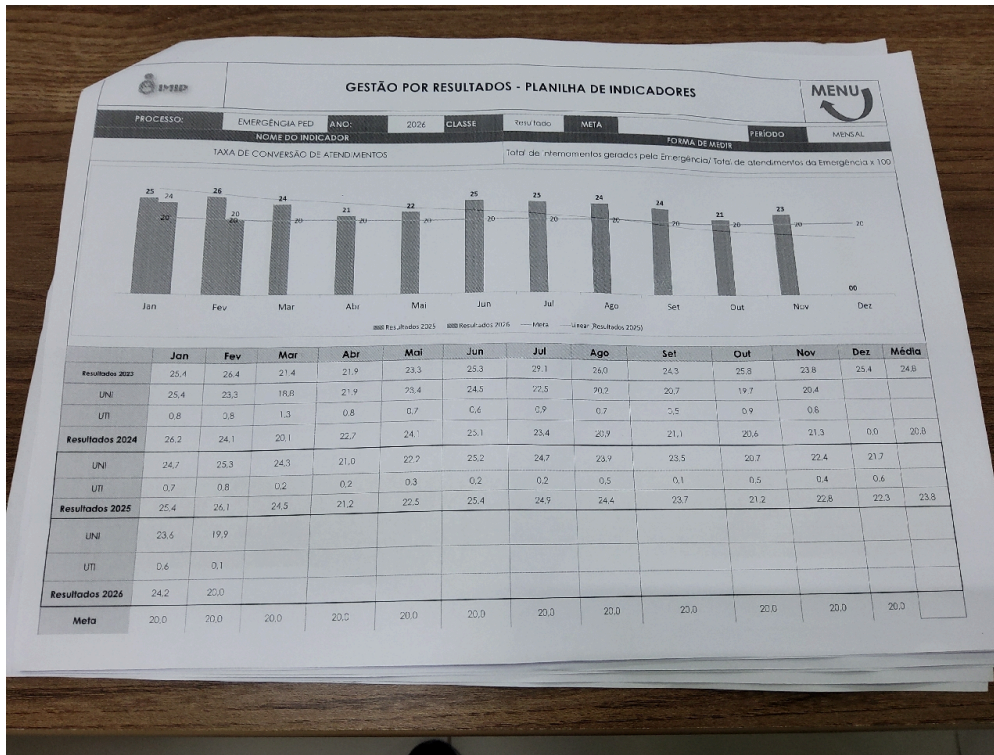 IMIP
GESTÃO POR RESULTADOS - PLANILHA DE INDICADORES
MENU
PROCESSO: EMERGÊNCIA PED ANO: 2026 CLASSE Resultado META PERÍODO MENSAL
NOME DO INDICADOR FORMA DE MEDIR
TAXA DE CONVERSÃO DE ATENDIMENTOS Total de internamentos gerados pela Emergência/ Total de atendimentos da Emergência x 100
25 24 26 20 24 21 22 25 25 24 24 21 23
20 20 20 20 20 20 20 20 20 20 20 20
00
Jan Fev Mar Abr Mai Jun Jul Ago Set Out Nov Dez
Resultados 2025 Resultados 2026 Meta Linear (Resultados 2025)
Jan Fev Mar Abr Mai Jun Jul Ago Set Out Nov Dez Média
Resultados 2023 25,4 26,4 21,4 21,9 23,3 25,3 29,1 26,0 24,3 25,8 23,8 25,4 24,8
UNI 25,4 23,3 18,8 21,9 23,4 24,5 22,5 20,2 20,7 19,7 20,4
UTI 0,8 0,8 1,3 0,8 0,7 0,6 0,9 0,7 0,5 0,9 0,8
Resultados 2024 26,2 24,1 20,1 22,7 24,1 25,1 23,4 20,9 21,1 20,6 21,3 0,0 20,8
UNI 24,7 25,3 24,3 21,0 22,2 25,2 24,7 23,9 23,5 20,7 22,4 21,7
UTI 0,7 0,8 0,2 0,2 0,3 0,2 0,2 0,5 0,1 0,5 0,4 0,6
Resultados 2025 25,4 26,1 24,5 21,2 22,5 25,4 24,9 24,4 23,7 21,2 22,8 22,3 23,8
UNI 23,6 19,9
UTI 0,6 0,1
Resultados 2026 24,2 20,0
Meta 20,0 20,0 20,0 20,0 20,0 20,0 20,0 20,0 20,0 20,0 20,0 20,0